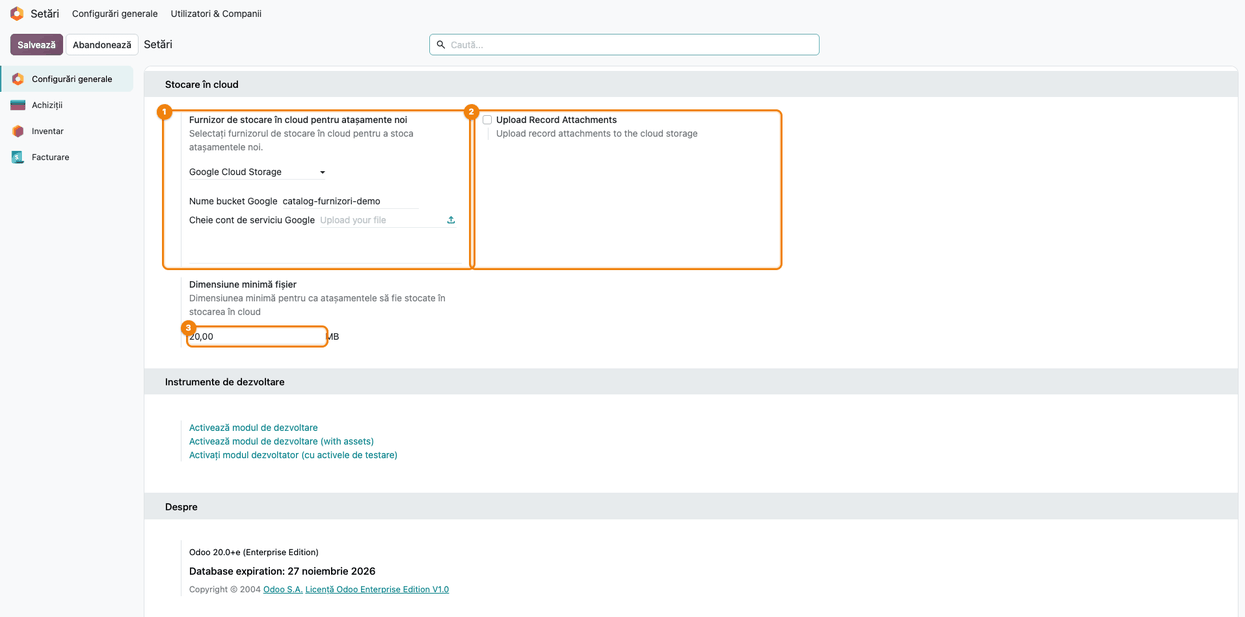 Setări Configurări generale Utilizatori & Companii
Salvează Abandonează Setări Caută...
Configurări generale
Achiziții
Inventar
Facturare
Stocare în cloud
1
Furnizor de stocare în cloud pentru atașamente noi
Selectați furnizorul de stocare în cloud pentru a stoca
atașamentele noi.
Google Cloud Storage
Nume bucket Google catalog-furnizori-demo
Cheie cont de serviciu Google Upload your file
2
Upload Record Attachments
Upload record attachments to the cloud storage
Dimensiune minimă fișier
Dimensiunea minimă pentru ca atașamentele să fie stocate în
stocarea în cloud
3
20,00 MB
Instrumente de dezvoltare
Activează modul de dezvoltare
Activează modul de dezvoltare (with assets)
Activați modul dezvoltator (cu activele de testare)
Despre
Odoo 20.0+e (Enterprise Edition)
Database expiration: 27 noiembrie 2026
Copyright © 2004 Odoo S.A. Licență Odoo Enterprise Edition V1.0